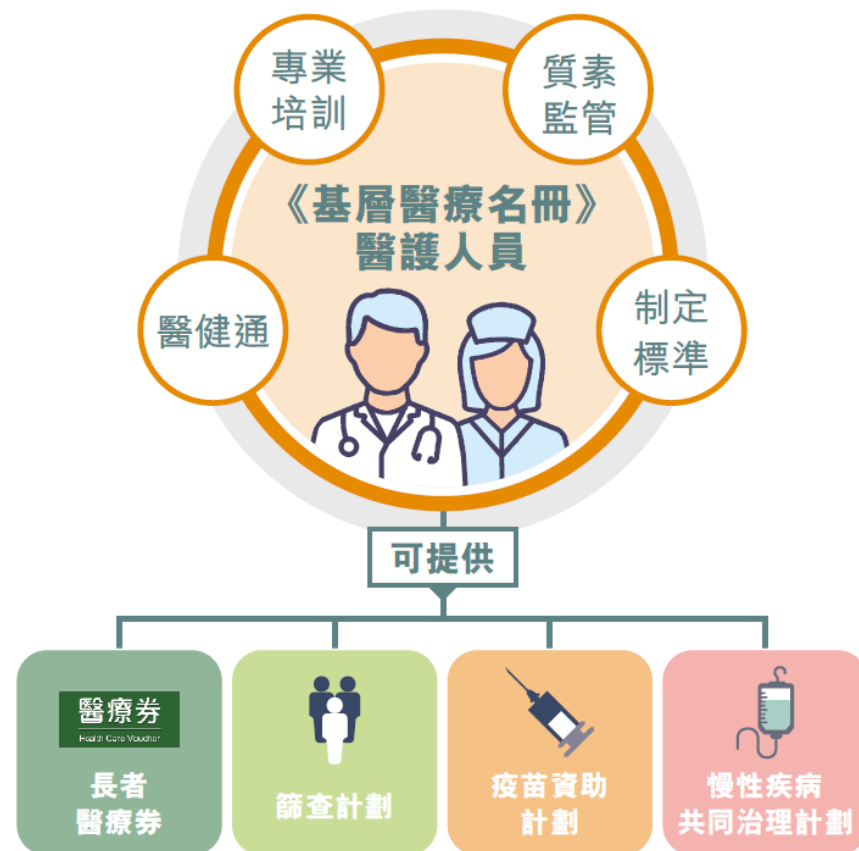 專業
培訓
質素
監管
《基層醫療名冊》
醫護人員
醫健通
制定
標準
可提供
醫療券
Health Care Voucher
長者
醫療券
篩查計劃
疫苗資助
計劃
慢性疾病
共同治理計劃